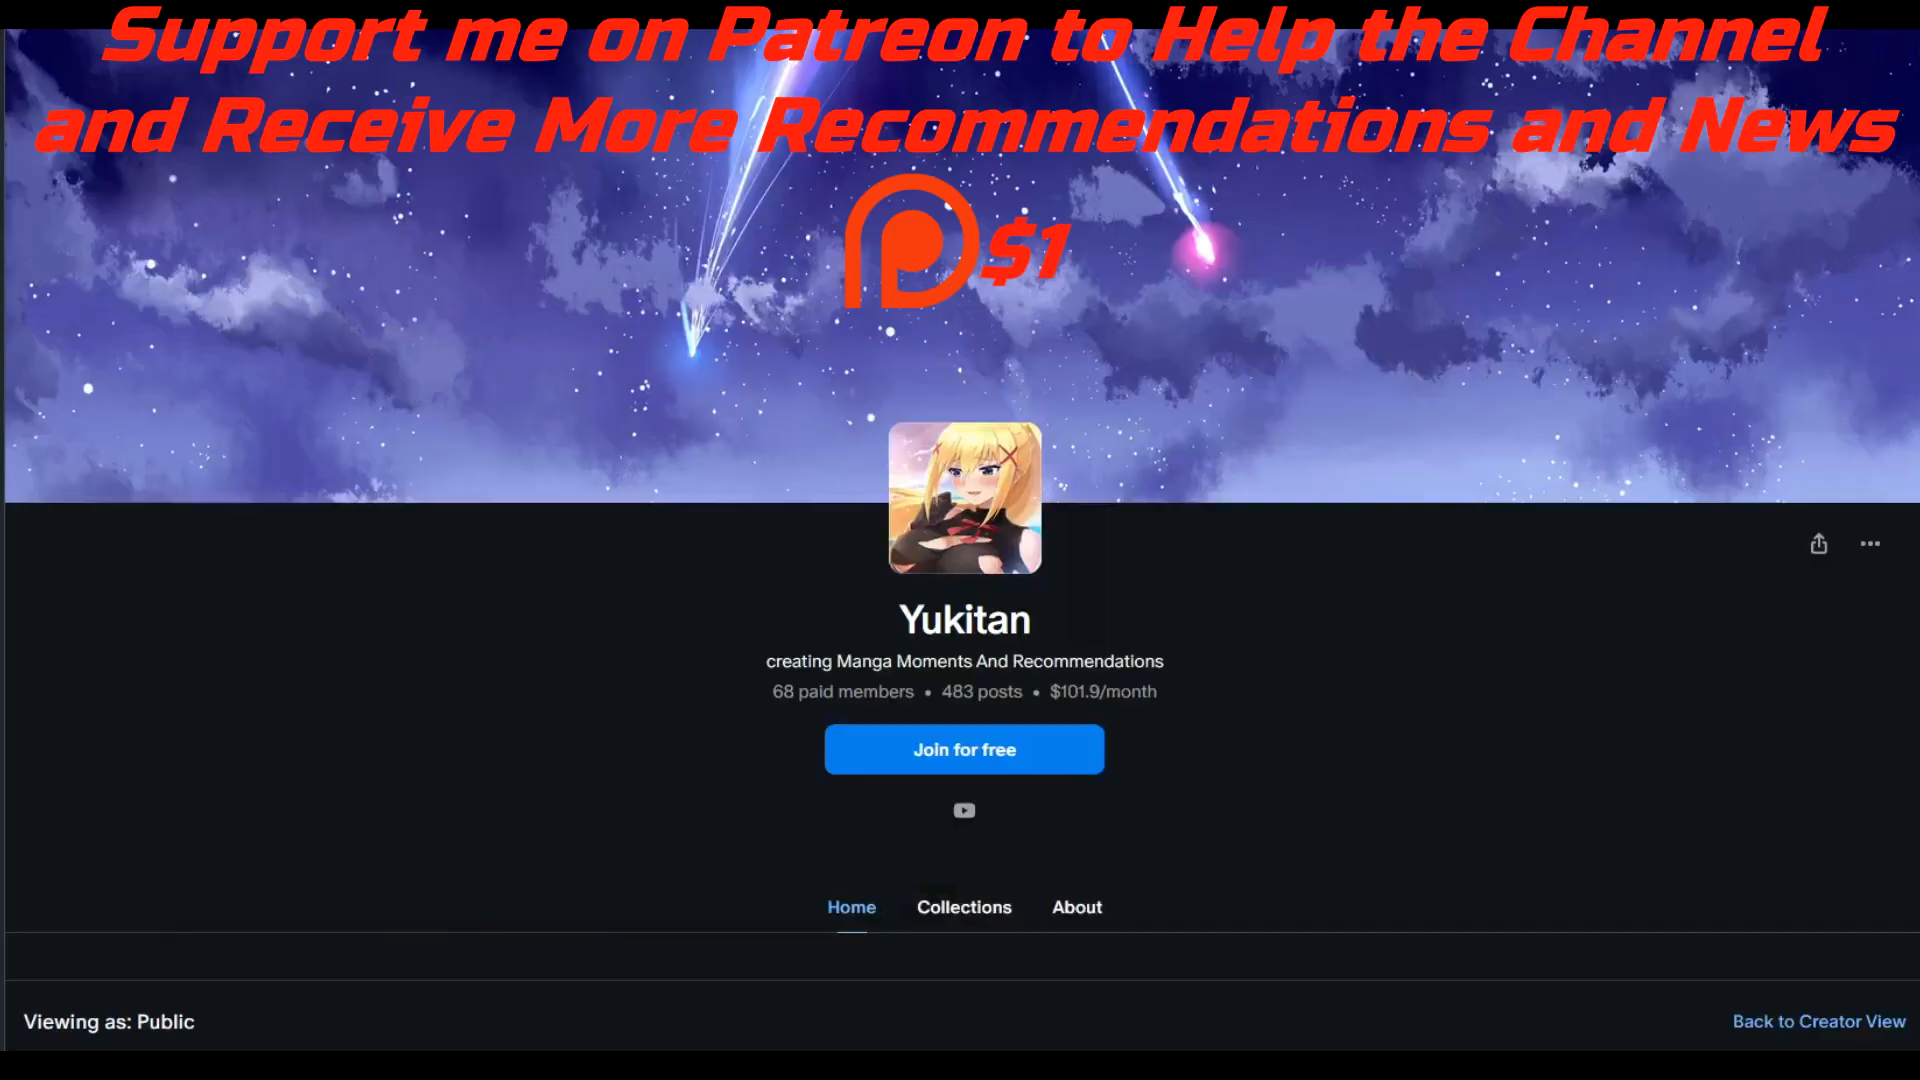 Support me on Patreon to Help the Channel
and Receive More Recommendations and News
$1
Yukitan
creating Manga Moments And Recommendations
68 paid members • 483 posts • $101.9/month
Join for free
Home Collections About
Viewing as: Public Back to Creator View